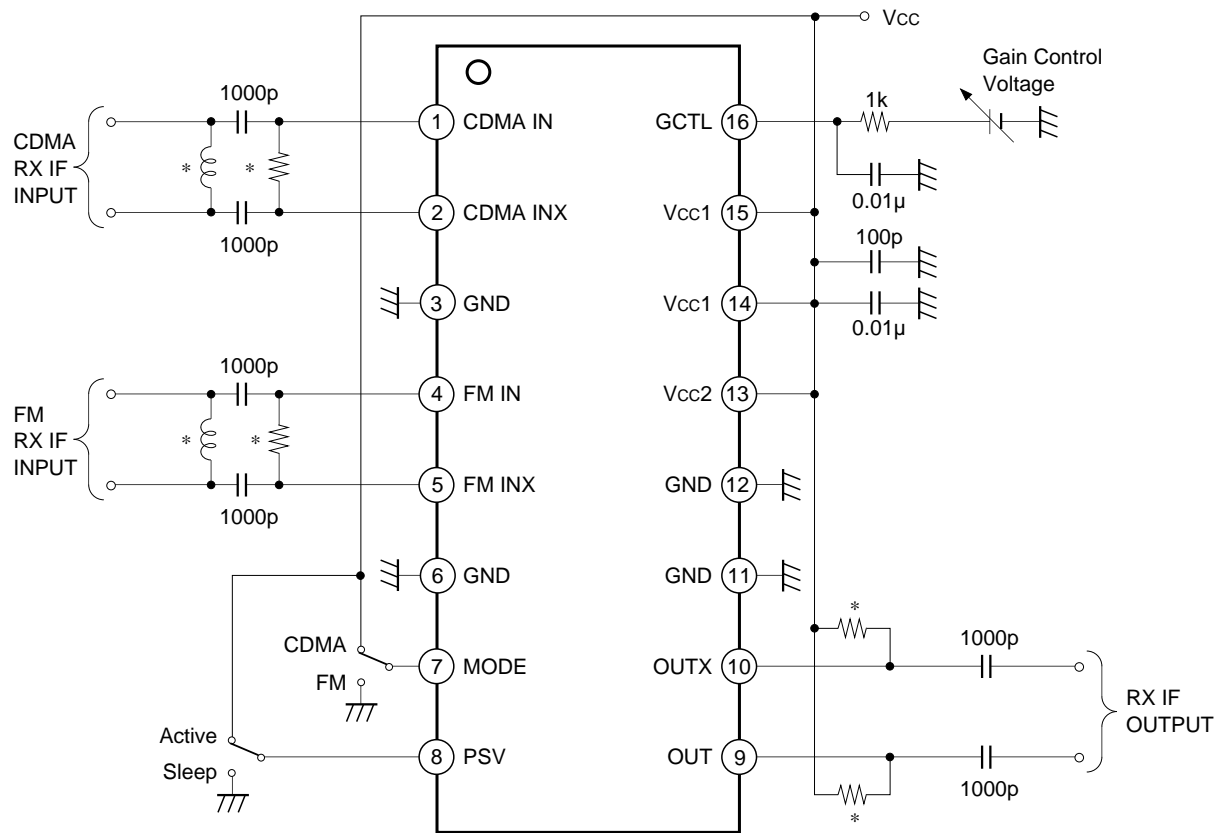 VCC
Gain Control
Voltage
1000p
CDMA
RX IF
INPUT
*
*
1000p
1 CDMA IN
2 CDMA INX
3 GND
1000p
FM
RX IF
INPUT
*
*
1000p
4 FM IN
5 FM INX
6 GND
CDMA
FM
7 MODE
Active
Sleep
8 PSV
GCTL 16
1k
0.01µ
VCC1 15
100p
VCC1 14
0.01µ
VCC2 13
GND 12
GND 11
*
OUTX 10
1000p
RX IF
OUTPUT
OUT 9
1000p
*